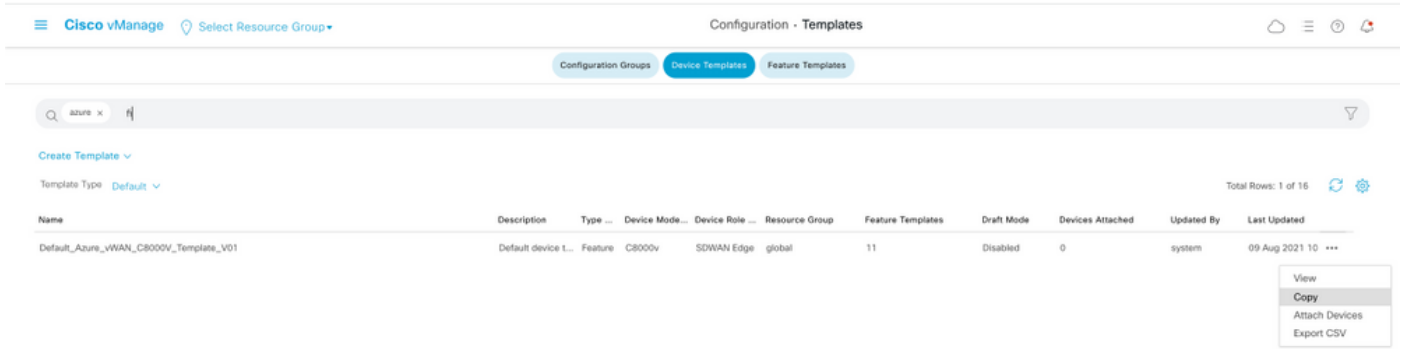 Cisco vManage Select Resource Group Configuration · Templates
Configuration Groups Device Templates Feature Templates
azure x fi
Create Template
Template Type Default Total Rows: 1 of 16
Name Description Type ... Device Mode... Device Role ... Resource Group Feature Templates Draft Mode Devices Attached Updated By Last Updated
Default_Azure_vWAN_C8000V_Template_V01 Default device t... Feature C8000v SDWAN Edge global 11 Disabled 0 system 09 Aug 2021 10 •••
View
Copy
Attach Devices
Export CSV